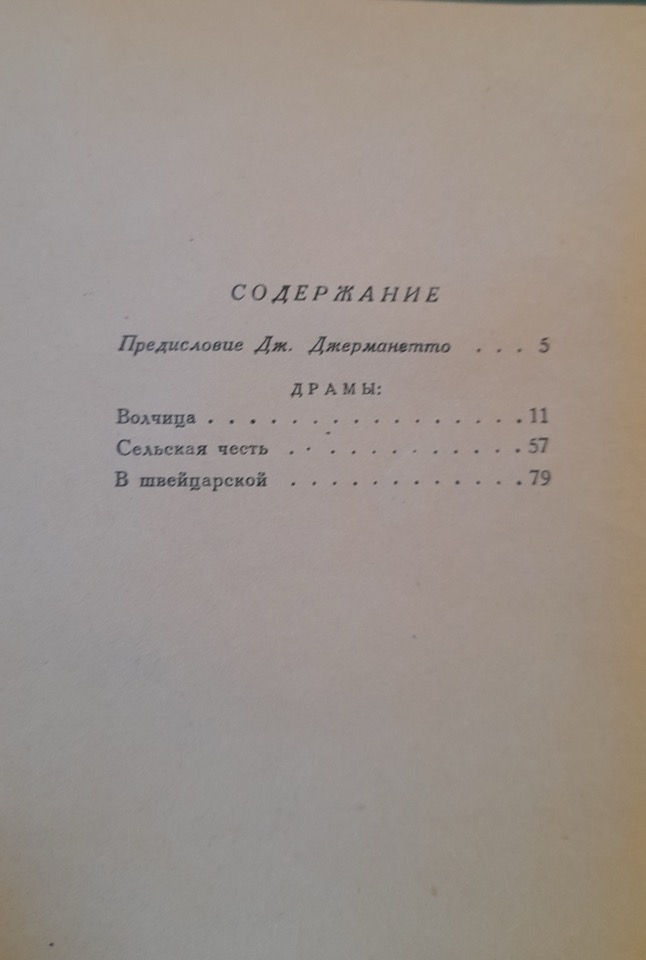 СОДЕРЖАНИЕ
Предисловие Дж. Джерманетто . . . 5
ДРАМЫ:
Волчица . . . . . . . . . . . . . . . . 11
Сельская честь . . . . . . . . . . . . 57
В швейцарской . . . . . . . . . . . . 79